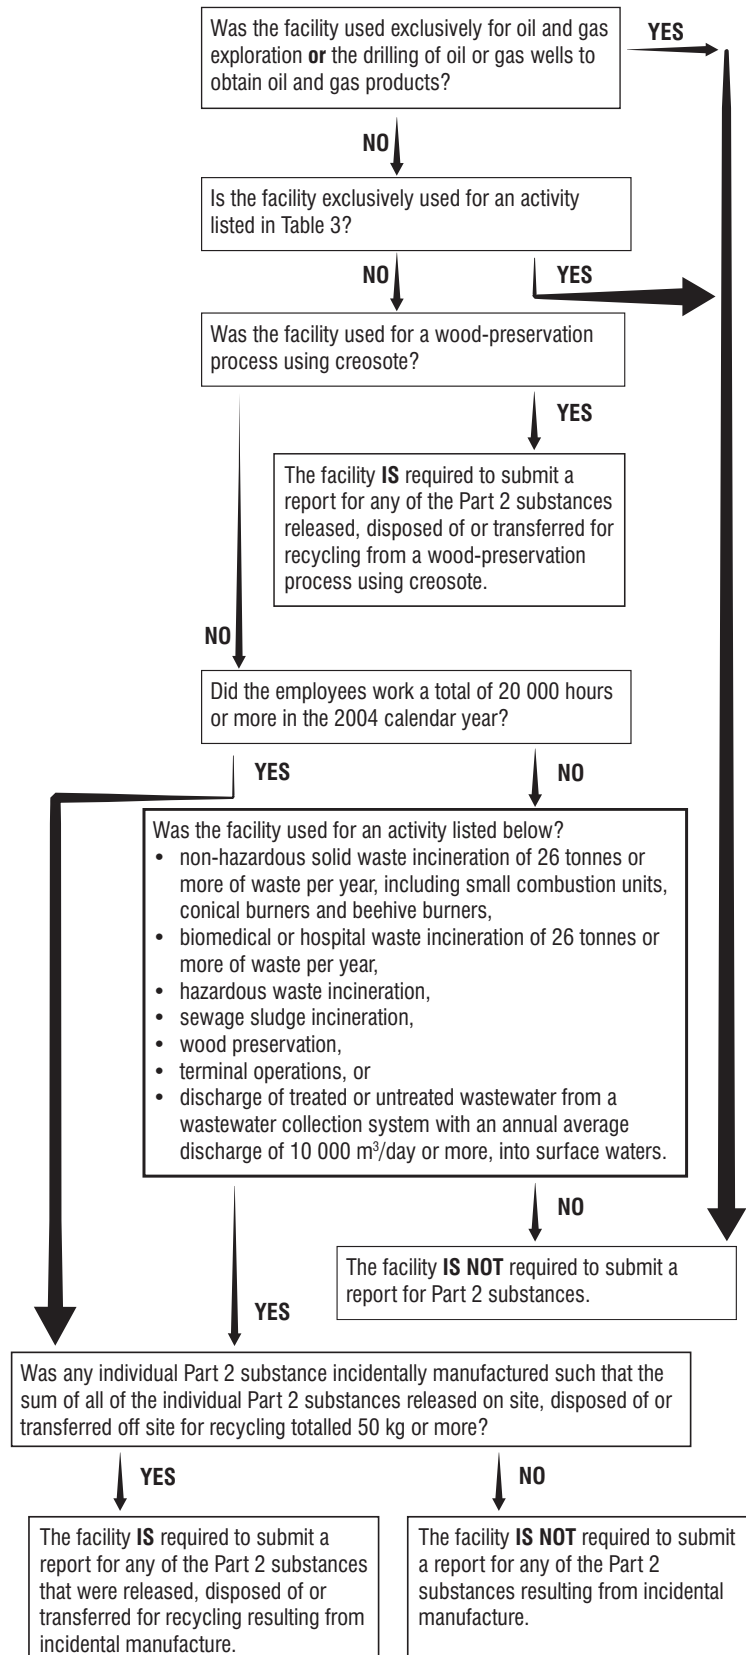 Was the facility used exclusively for oil and gas
exploration or the drilling of oil or gas wells to
obtain oil and gas products?
YES
NO
Is the facility exclusively used for an activity
listed in Table 3?
NO
YES
Was the facility used for a wood-preservation
process using creosote?
YES
The facility IS required to submit a
report for any of the Part 2 substances
released, disposed of or transferred for
recycling from a wood-preservation
process using creosote.
NO
Did the employees work a total of 20 000 hours
or more in the 2004 calendar year?
YES
NO
Was the facility used for an activity listed below?
• non-hazardous solid waste incineration of 26 tonnes or
more of waste per year, including small combustion units,
conical burners and beehive burners,
• biomedical or hospital waste incineration of 26 tonnes or
more of waste per year,
• hazardous waste incineration,
• sewage sludge incineration,
• wood preservation,
• terminal operations, or
• discharge of treated or untreated wastewater from a
wastewater collection system with an annual average
discharge of 10 000 m³/day or more, into surface waters.
NO
The facility IS NOT required to submit a
report for Part 2 substances.
YES
Was any individual Part 2 substance incidentally manufactured such that the
sum of all of the individual Part 2 substances released on site, disposed of or
transferred off site for recycling totalled 50 kg or more?
YES
NO
The facility IS required to submit a
report for any of the Part 2 substances
that were released, disposed of or
transferred for recycling resulting from
incidental manufacture.
The facility IS NOT required to submit
a report for any of the Part 2
substances resulting from incidental
manufacture.